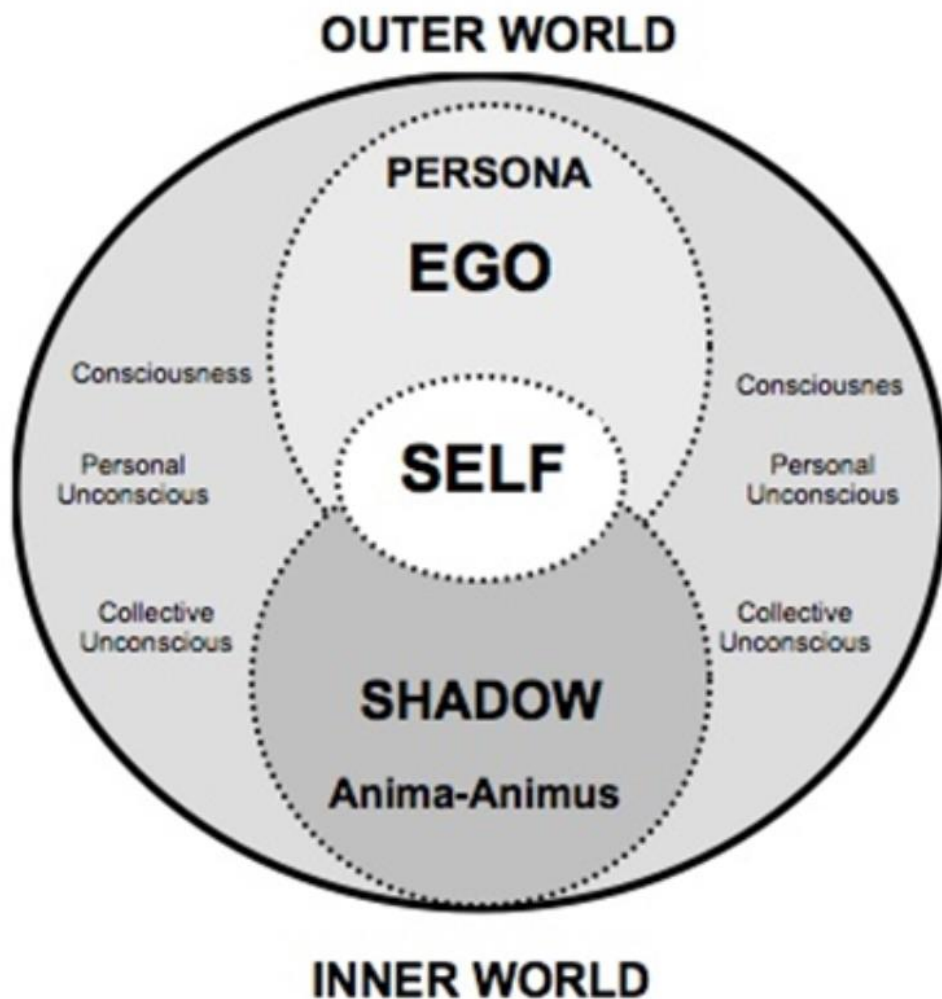 OUTER WORLD
PERSONA
EGO
Consciousness
Consciousnes
Personal
Unconscious
SELF
Personal
Unconscious
Collective
Unconscious
Collective
Unconscious
SHADOW
Anima-Animus
INNER WORLD